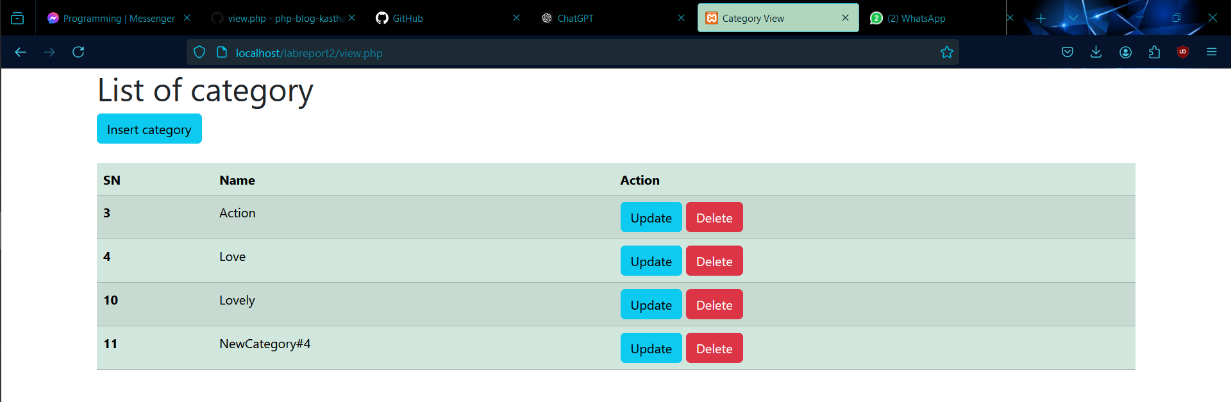 Programming | Messenger
view.php - php-blog-kasth
GitHub
ChatGPT
Category View
(2) WhatsApp
localhost/labreport2/view.php
List of category
Insert category
SN Name Action
3 Action Update Delete
4 Love Update Delete
10 Lovely Update Delete
11 NewCategory#4 Update Delete